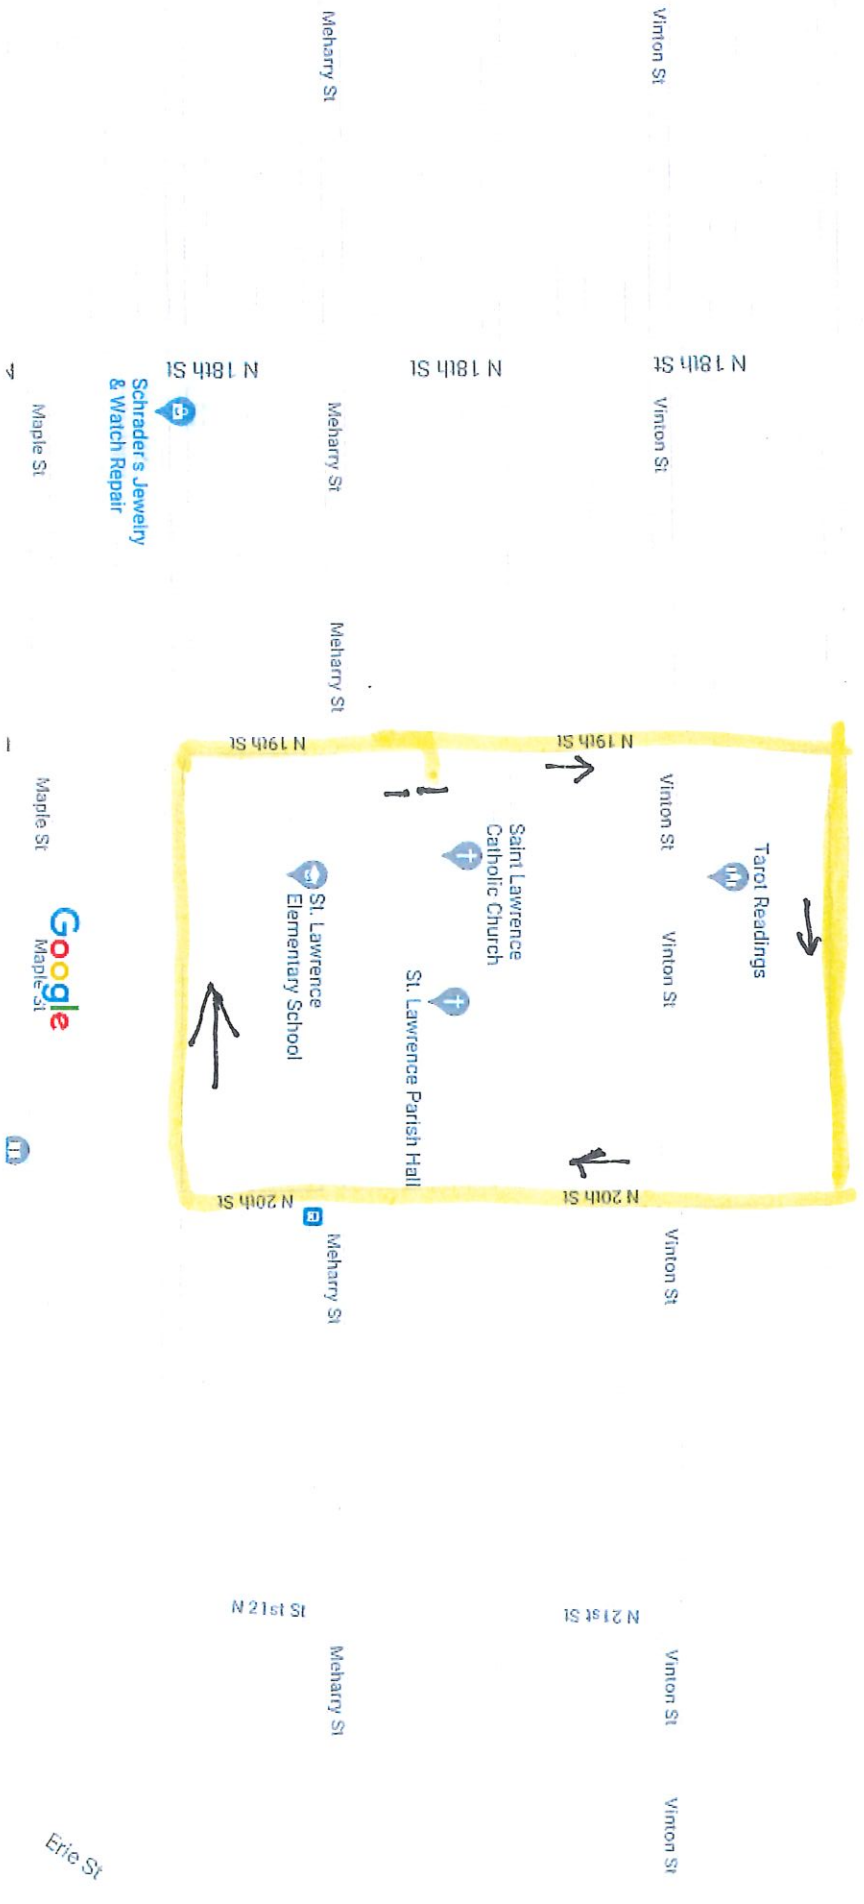 Tarot Readings
N 18th St
Vinton St
Vinton St
Vinton St
Vinton St
Vinton St
Vinton St
Vinton St
N 19th St
N 20th St
N 21st St
Saint Lawrence
Catholic Church
N 18th St
St. Lawrence Parish Hall
Meharry St
Meharry St
Meharry St
Meharry St
Meharry St
St. Lawrence
Elementary School
N 18th St
N 19th St
N 20th St
N 21st St
Schrader's Jewelry
& Watch Repair
Google
Maple St
Maple St
Maple St
Erie St